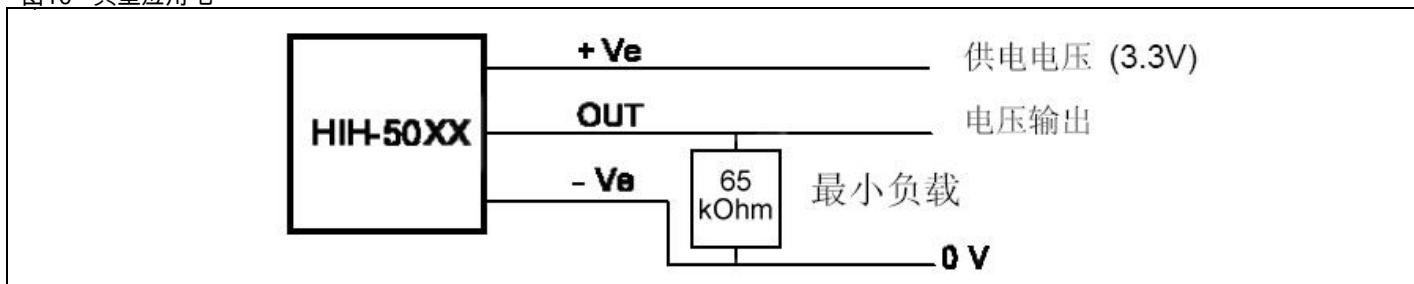 + Ve
供电电压 (3.3V)
HIH-50XX
OUT
电压输出
- Ve
65
kOhm
最小负载
0 V